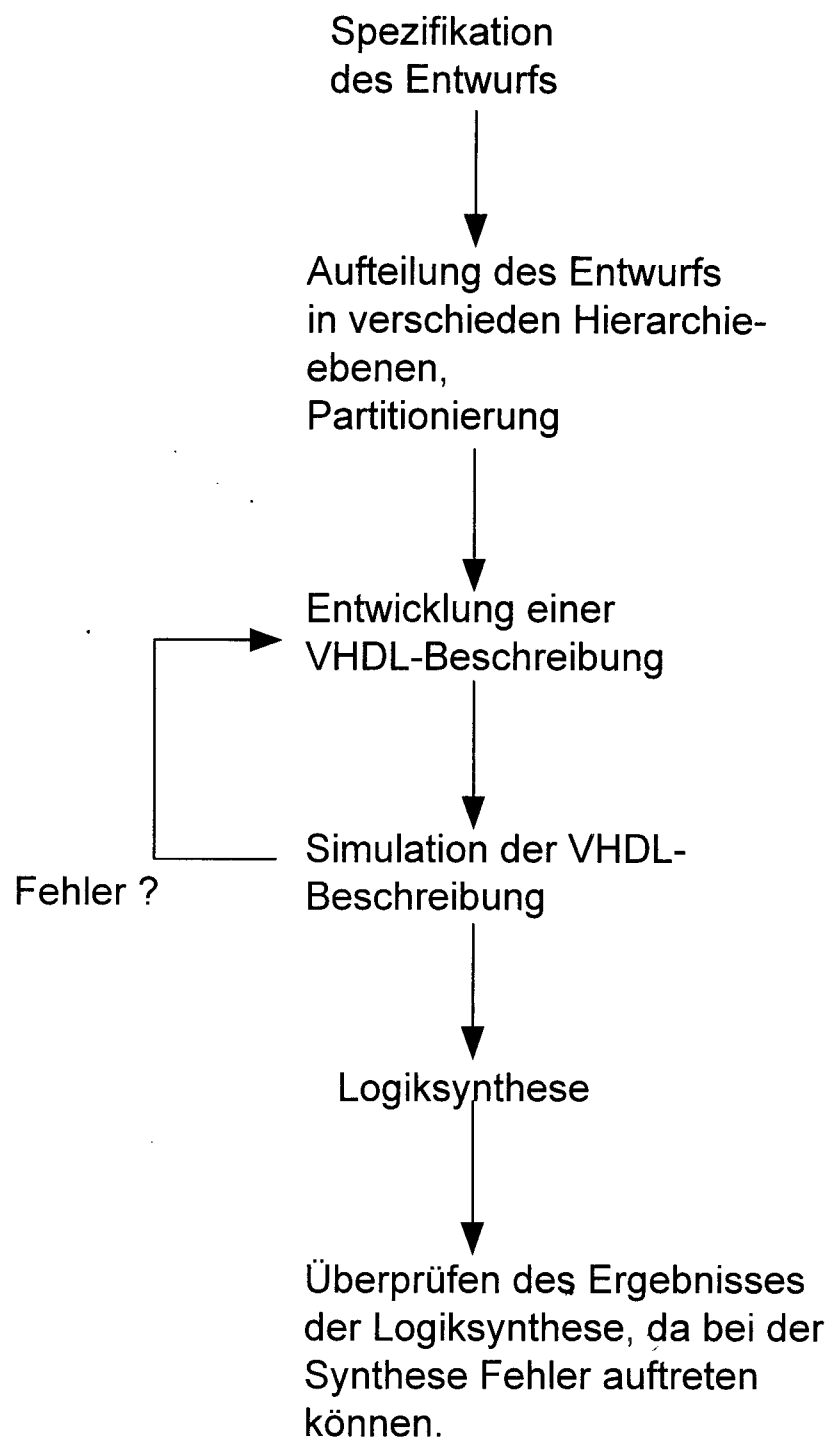 Spezifikation
des Entwurfs
Aufteilung des Entwurfs
in verschieden Hierarchie-
ebenen,
Partitionierung
Entwicklung einer
VHDL-Beschreibung
Simulation der VHDL-
Beschreibung
Fehler ?
Logiksynthese
Überprüfen des Ergebnisses
der Logiksynthese, da bei der
Synthese Fehler auftreten
können.